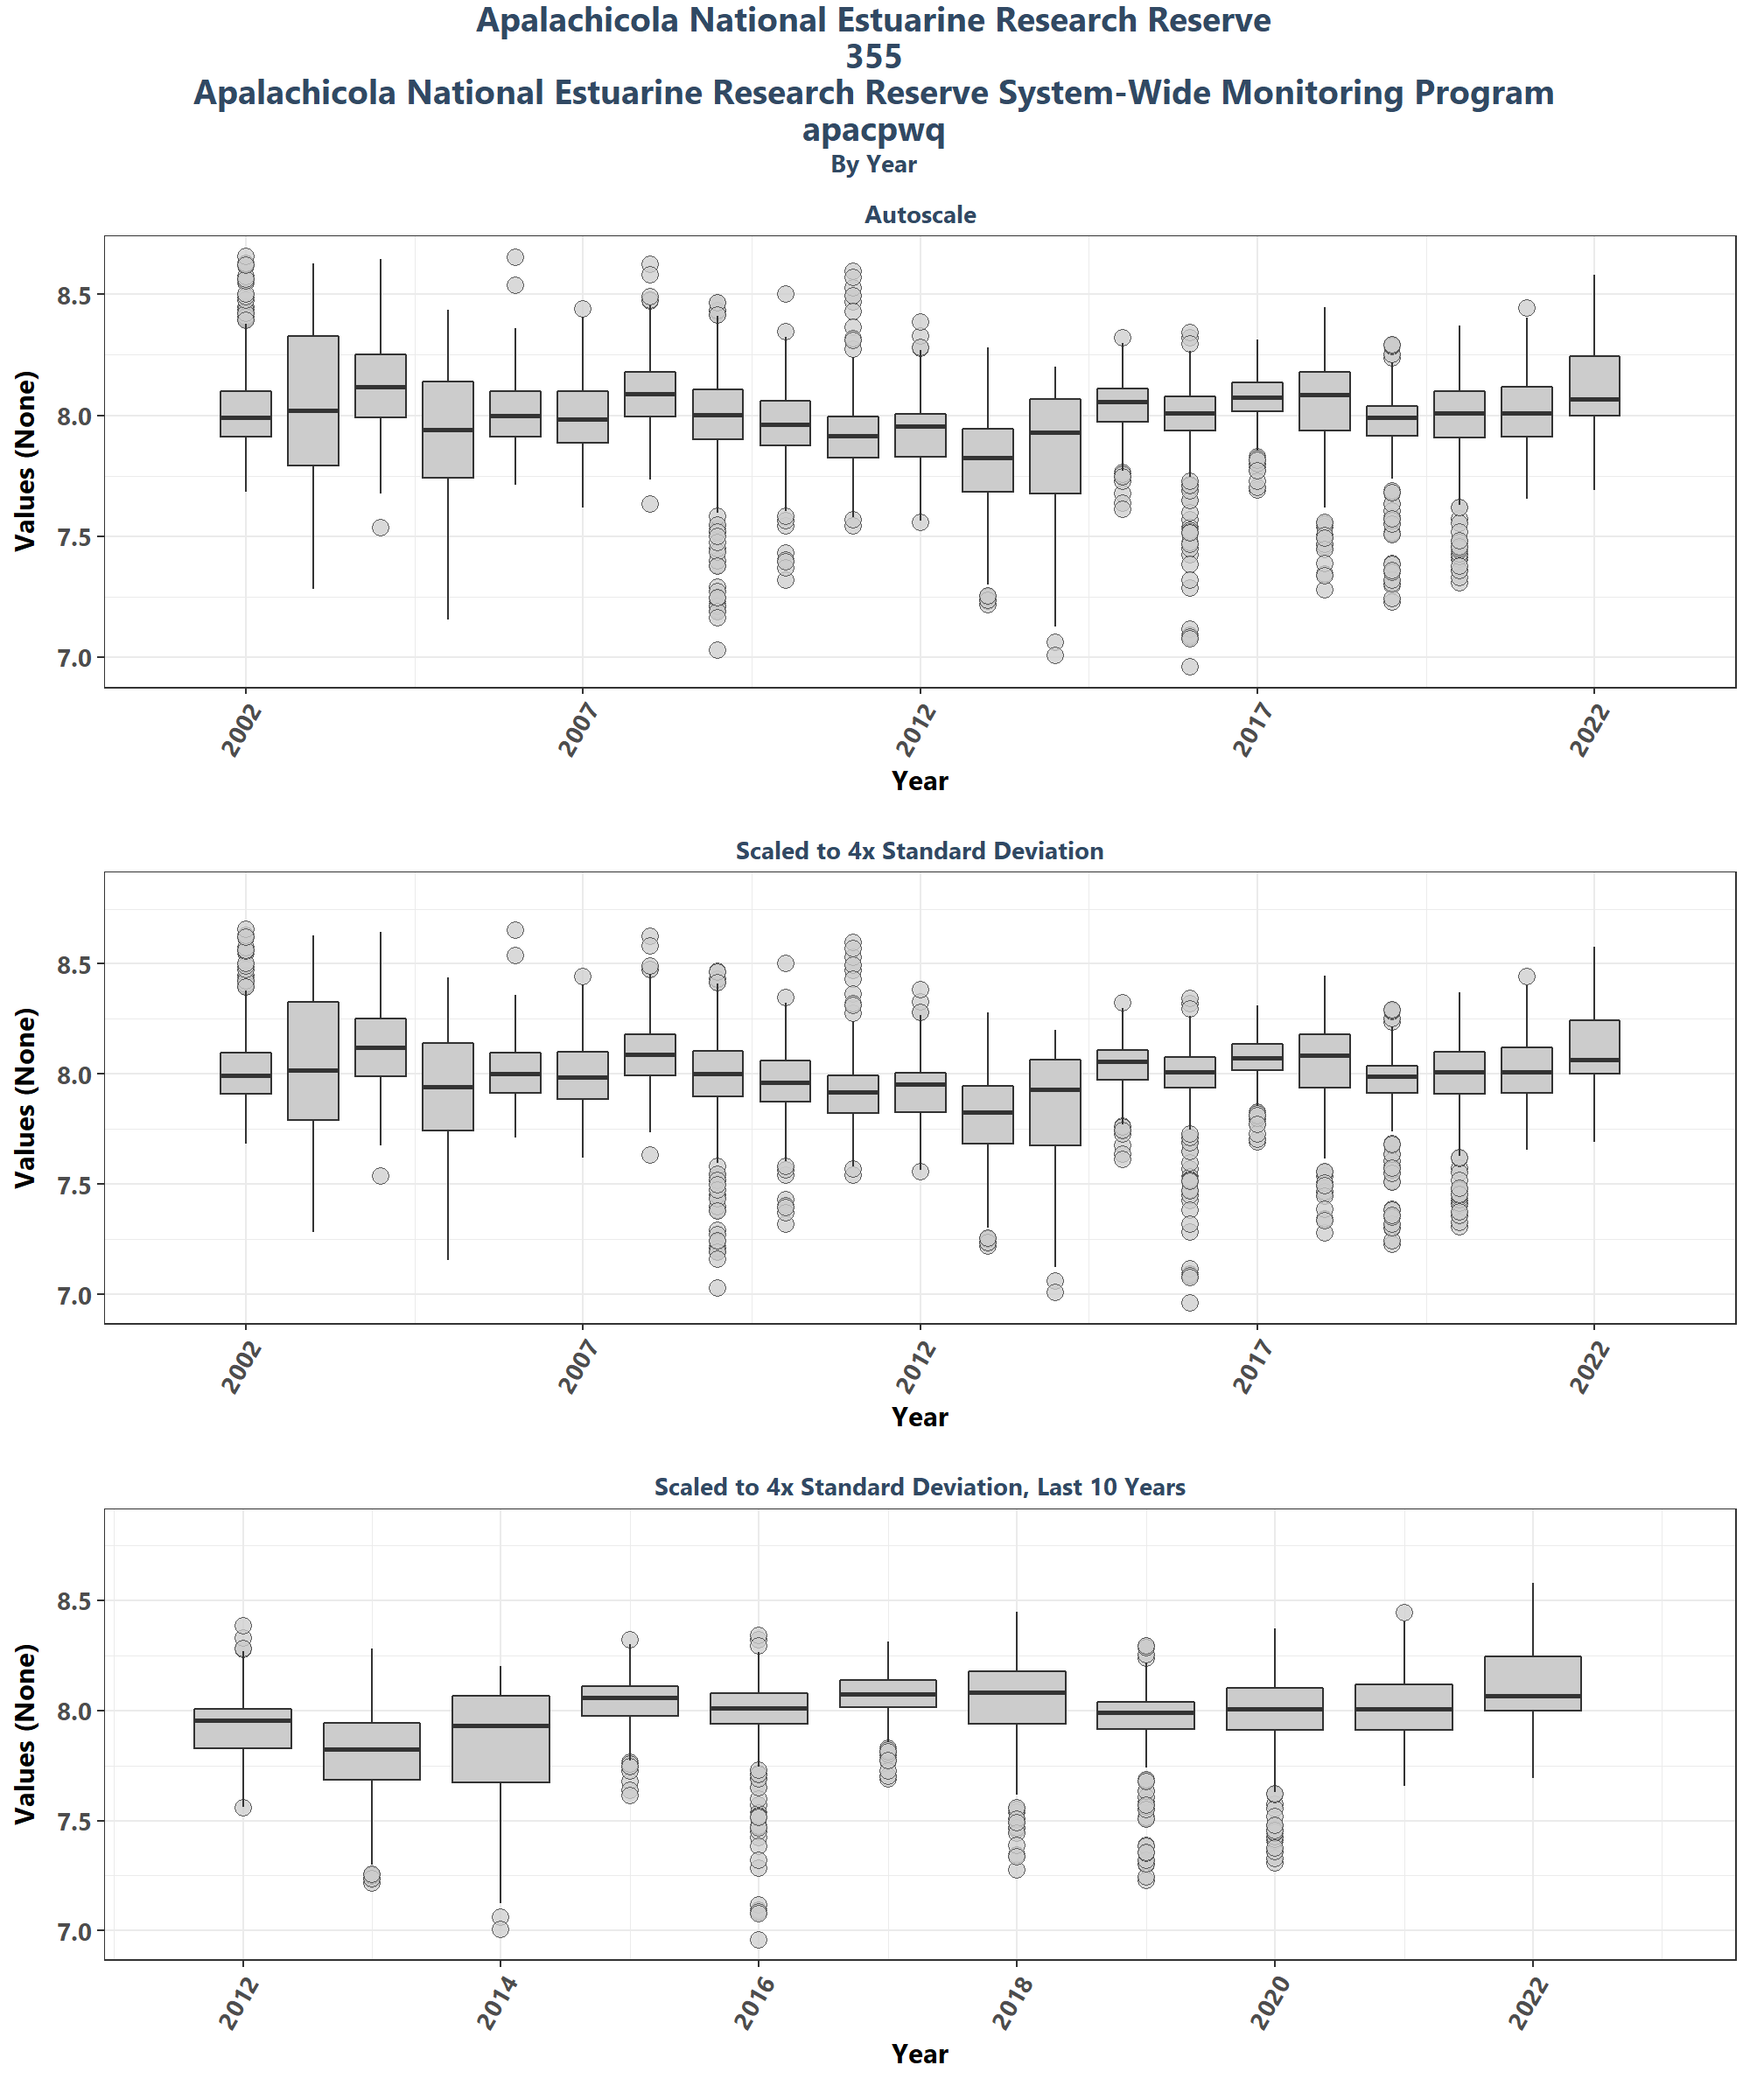 Apalachicola National Estuarine Research Reserve
355
Apalachicola National Estuarine Research Reserve System-Wide Monitoring Program
apacpwq
By Year
Autoscale
Values (None)
8.5
8.0
7.5
7.0
2002
2007
2012
2017
2022
Year
Scaled to 4x Standard Deviation
Values (None)
8.5
8.0
7.5
7.0
2002
2007
2012
2017
2022
Year
Scaled to 4x Standard Deviation, Last 10 Years
Values (None)
8.5
8.0
7.5
7.0
2012
2014
2016
2018
2020
2022
Year